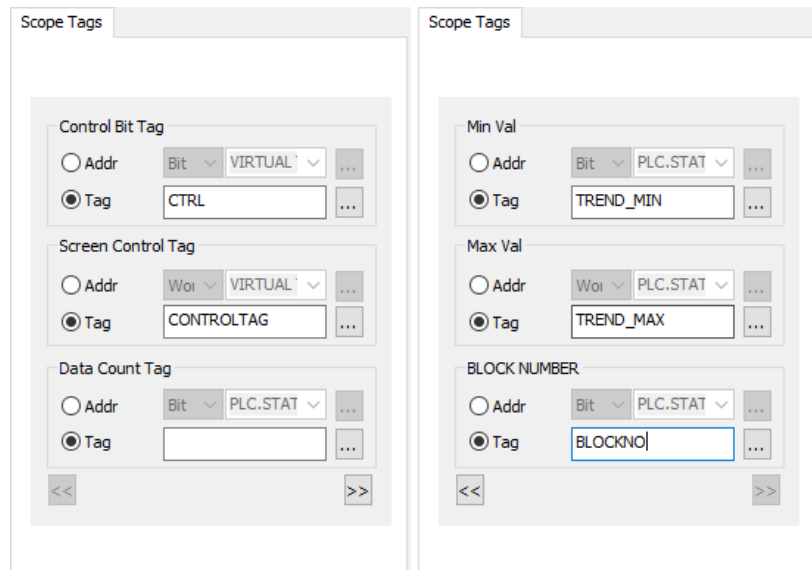 Scope Tags
Control Bit Tag
Addr Bit VIRTUAL
...
Tag CTRL ...
Screen Control Tag
Addr Wor VIRTUAL
...
Tag CONTROLTAG ...
Data Count Tag
Addr Bit PLC.STAT
...
Tag ...
<< >>
Scope Tags
Min Val
Addr Bit PLC.STAT
...
Tag TREND_MIN ...
Max Val
Addr Wor PLC.STAT
...
Tag TREND_MAX ...
BLOCK NUMBER
Addr Bit PLC.STAT
...
Tag BLOCKNO ...
<< >>